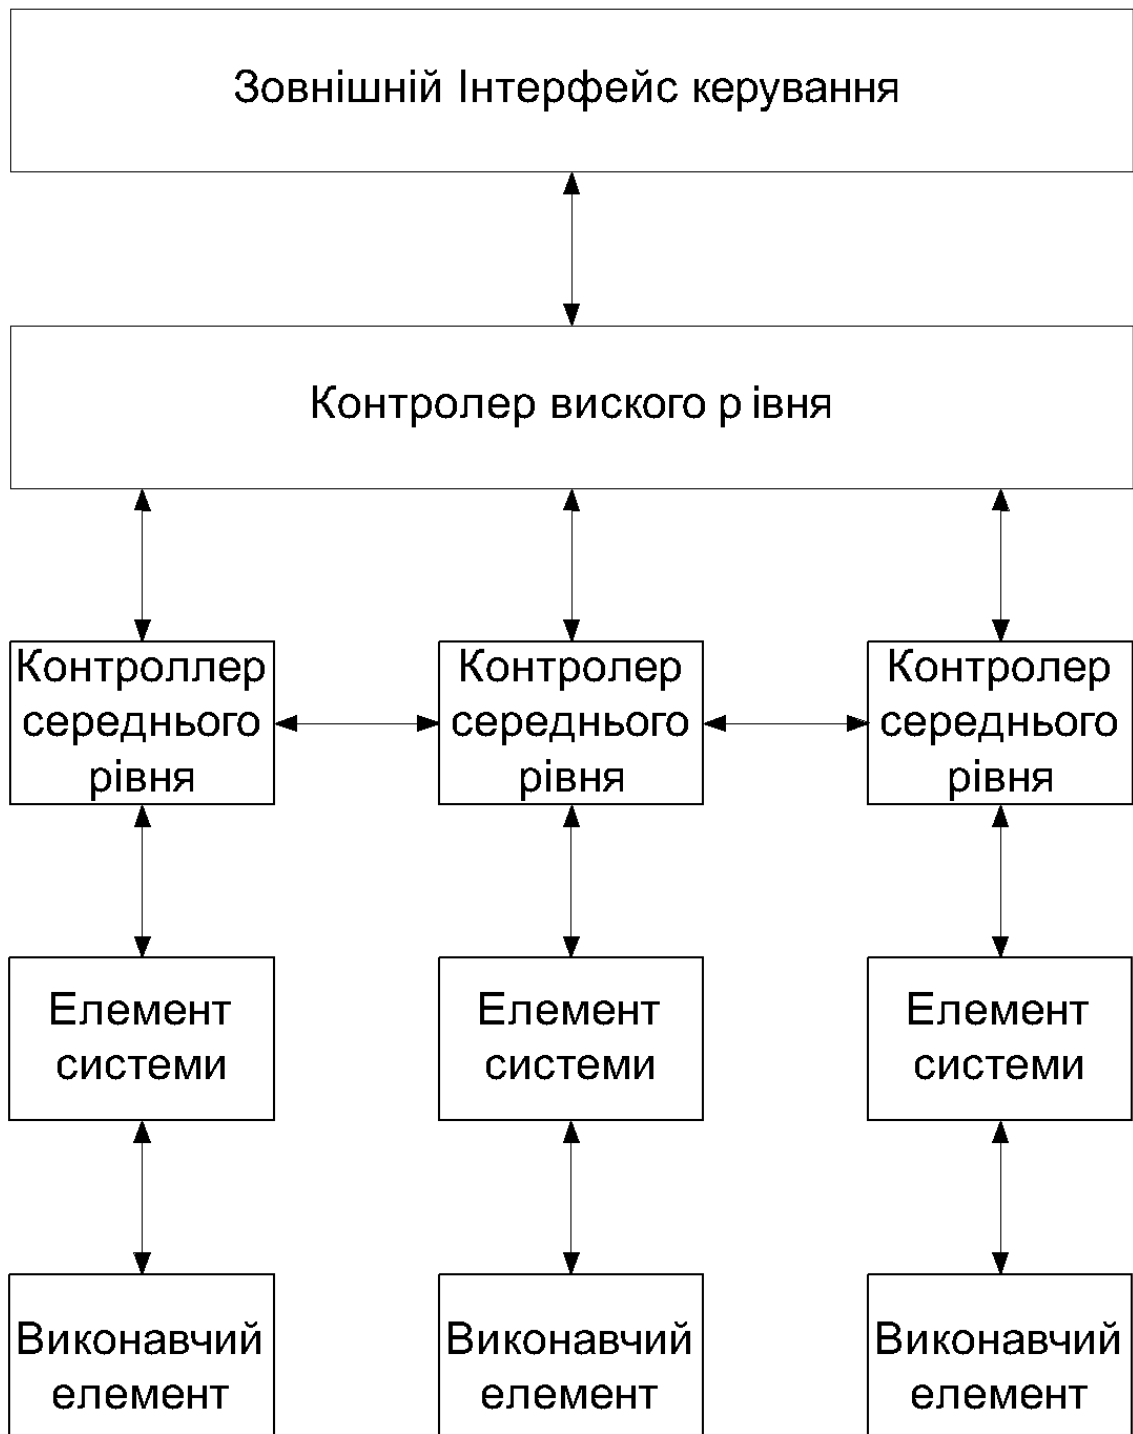 Зовнішній Інтерфейс керування
Контролер виского р івня
Контроллер
середнього
рівня
Контролер
середнього
рівня
Контролер
середнього
рівня
Елемент
системи
Елемент
системи
Елемент
системи
Виконавчий
елемент
Виконавчий
елемент
Виконавчий
елемент